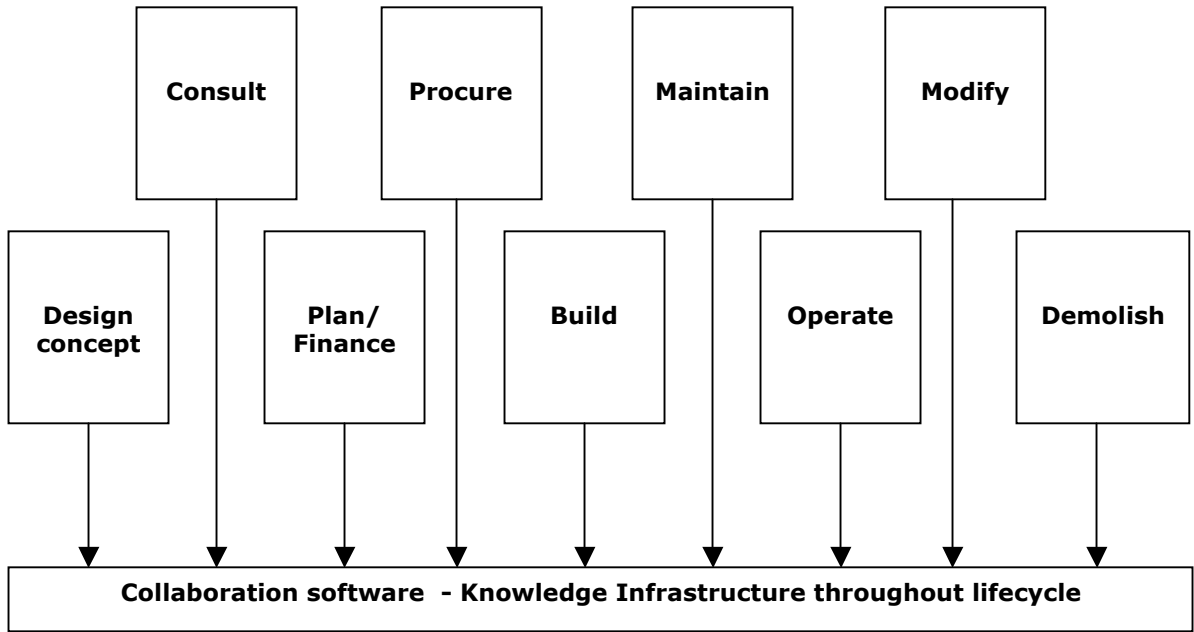 Consult
Procure
Maintain
Modify
Design
concept
Plan/
Finance
Build
Operate
Demolish
Collaboration software  - Knowledge Infrastructure throughout lifecycle